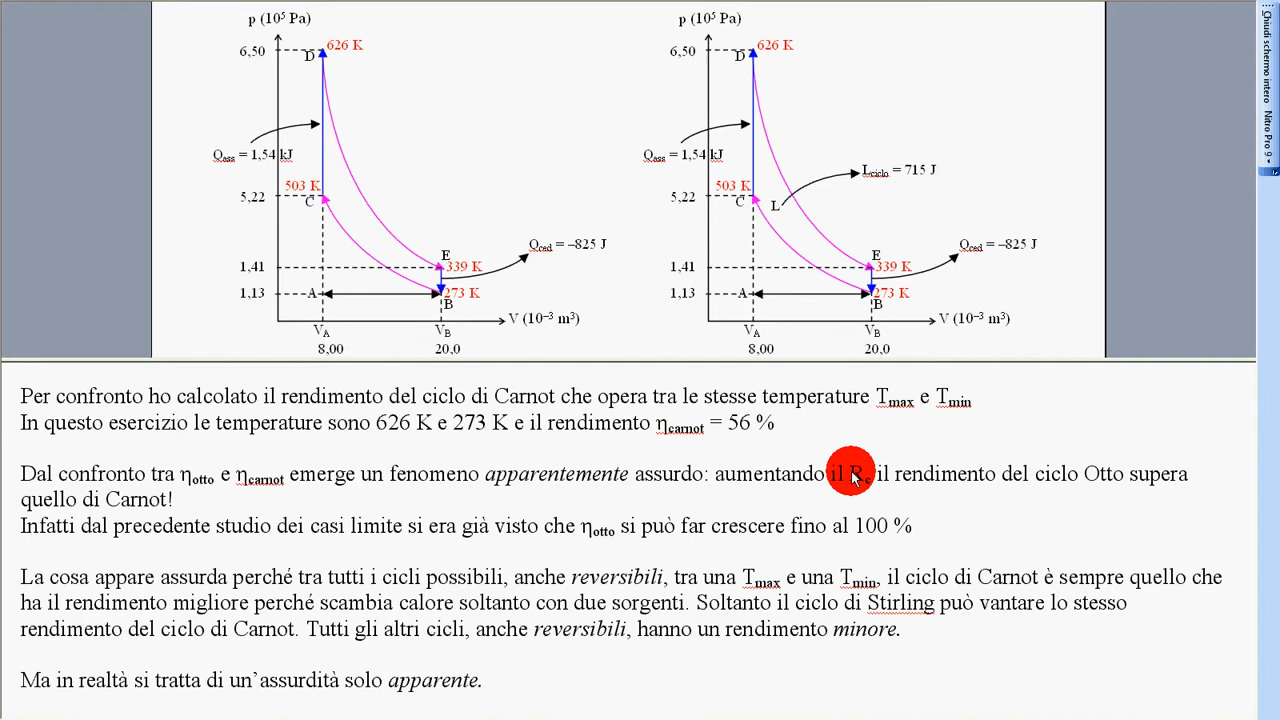 p (10⁵ Pa)
6,50
D
626 K
Qass = 1,54 kJ
503 K
5,22
C
E
Qced = –825 J
1,41
339 K
1,13
A
273 K
B
V (10⁻³ m³)
VA
VB
8,00
20,0
p (10⁵ Pa)
6,50
D
626 K
Qass = 1,54 kJ
Lciclo = 715 J
503 K
5,22
C
L
E
Qced = –825 J
1,41
339 K
1,13
A
273 K
B
V (10⁻³ m³)
VA
VB
8,00
20,0
Chiudi schermo intero Nitro Pro 9
Per confronto ho calcolato il rendimento del ciclo di Carnot che opera tra le stesse temperature Tmax e Tmin
In questo esercizio le temperature sono 626 K e 273 K e il rendimento ηcarnot = 56 %
Dal confronto tra ηotto e ηcarnot emerge un fenomeno apparentemente assurdo: aumentando il Rc il rendimento del ciclo Otto supera
quello di Carnot!
Infatti dal precedente studio dei casi limite si era già visto che ηotto si può far crescere fino al 100 %
La cosa appare assurda perché tra tutti i cicli possibili, anche reversibili, tra una Tmax e una Tmin, il ciclo di Carnot è sempre quello che
ha il rendimento migliore perché scambia calore soltanto con due sorgenti. Soltanto il ciclo di Stirling può vantare lo stesso
rendimento del ciclo di Carnot. Tutti gli altri cicli, anche reversibili, hanno un rendimento minore.
Ma in realtà si tratta di un'assurdità solo apparente.